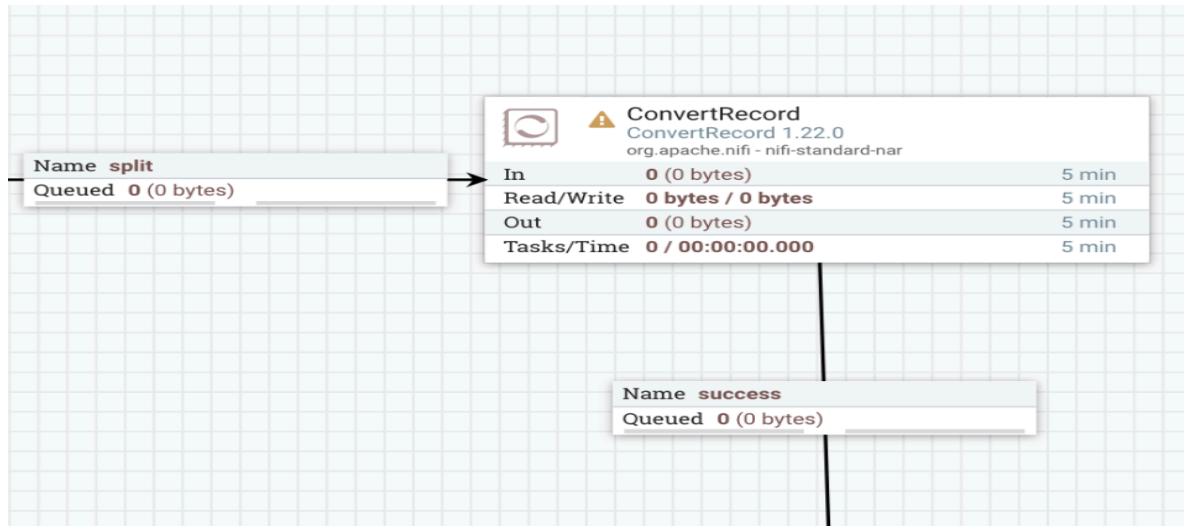 Name split
Queued 0 (0 bytes)
ConvertRecord
ConvertRecord 1.22.0
org.apache.nifi - nifi-standard-nar
In 0 (0 bytes) 5 min
Read/Write 0 bytes / 0 bytes 5 min
Out 0 (0 bytes) 5 min
Tasks/Time 0 / 00:00:00.000 5 min
Name success
Queued 0 (0 bytes)